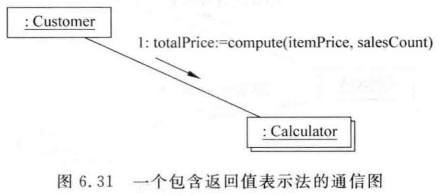 : Customer
1: totalPrice:=compute(itemPrice, salesCount)
: Calculator
图 6.31 一个包含返回值表示法的通信图